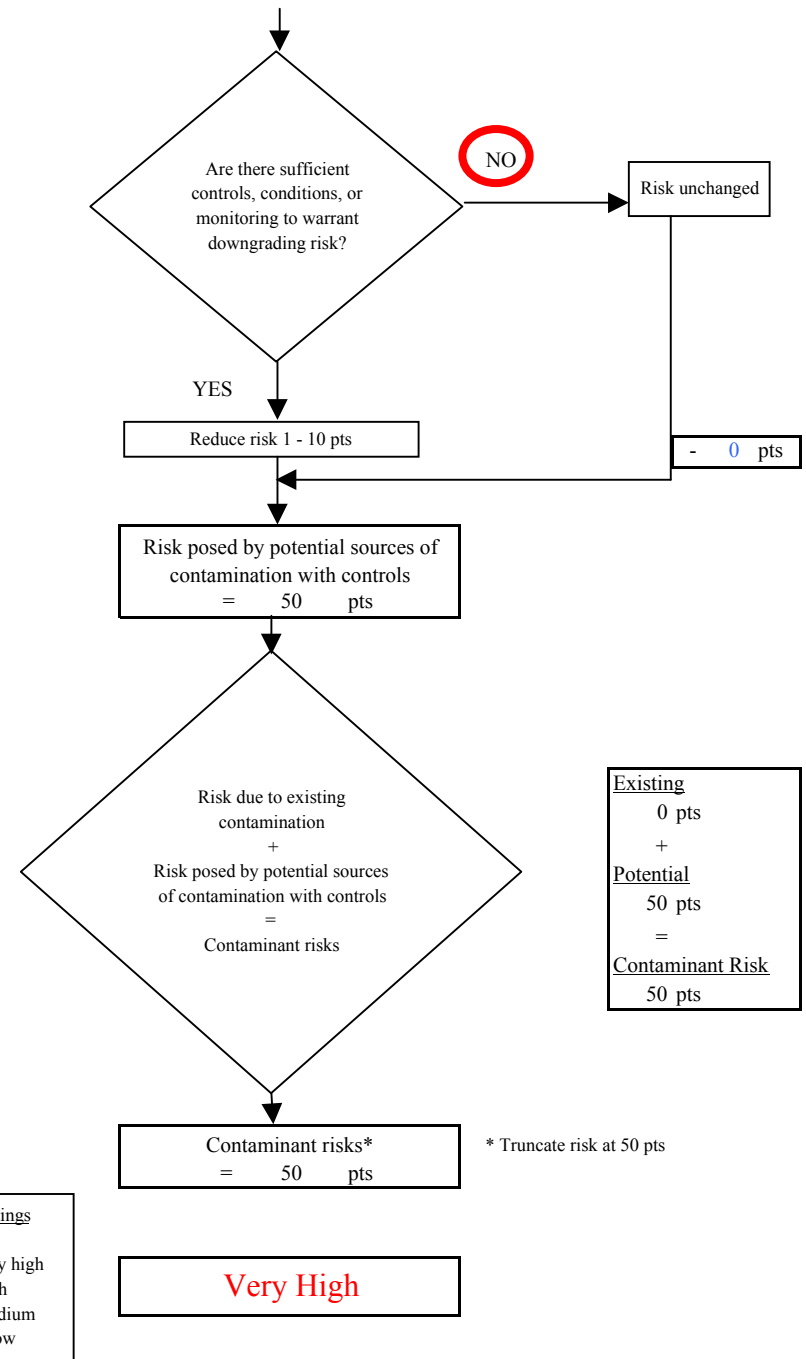 Are there sufficient
controls, conditions, or
monitoring to warrant
downgrading risk?
NO
Risk unchanged
YES
Reduce risk 1 - 10 pts
- 0 pts
Risk posed by potential sources of
contamination with controls
= 50 pts
Risk due to existing
contamination
+
Risk posed by potential sources
of contamination with controls
=
Contaminant risks
Existing
0 pts
+
Potential
50 pts
=
Contaminant Risk
50 pts
Contaminant risks*
= 50 pts
* Truncate risk at 50 pts
high
Very High